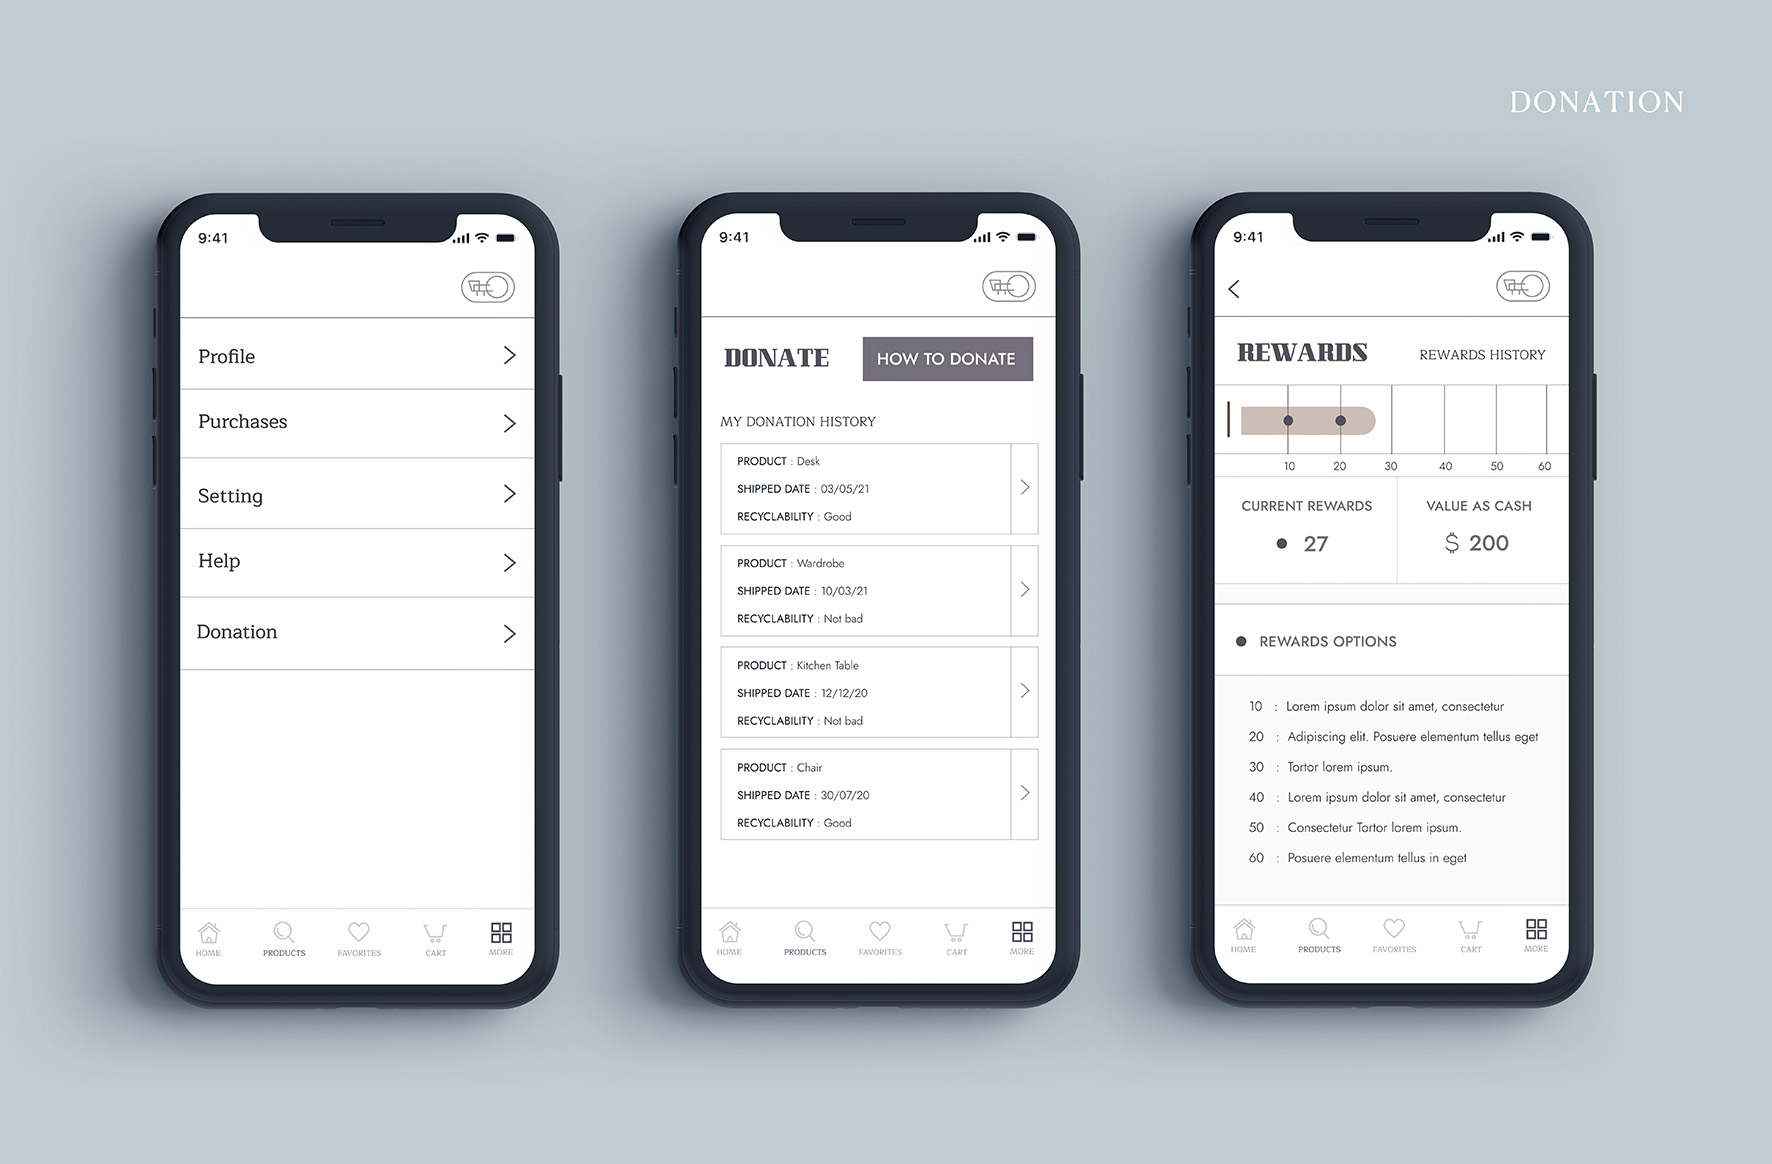 DONATION
9:41
Profile
Purchases
Setting
Help
Donation
HOME
PRODUCTS
FAVORITES
CART
MORE
9:41
DONATE
HOW TO DONATE
MY DONATION HISTORY
PRODUCT : Desk
SHIPPED DATE : 03/05/21
RECYCLABILITY : Good
PRODUCT : Wardrobe
SHIPPED DATE : 10/03/21
RECYCLABILITY : Not bad
PRODUCT : Kitchen Table
SHIPPED DATE : 12/12/20
RECYCLABILITY : Not bad
PRODUCT : Chair
SHIPPED DATE : 30/07/20
RECYCLABILITY : Good
HOME
PRODUCTS
FAVORITES
CART
MORE
9:41
REWARDS
REWARDS HISTORY
10 20 30 40 50 60
CURRENT REWARDS
27
VALUE AS CASH
$ 200
REWARDS OPTIONS
10 : Lorem ipsum dolor sit amet, consectetur
20 : Adipiscing elit. Posuere elementum tellus eget
30 : Tortor lorem ipsum.
40 : Lorem ipsum dolor sit amet, consectetur
50 : Consectetur Tortor lorem ipsum.
60 : Posuere elementum tellus in eget
HOME
PRODUCTS
FAVORITES
CART
MORE